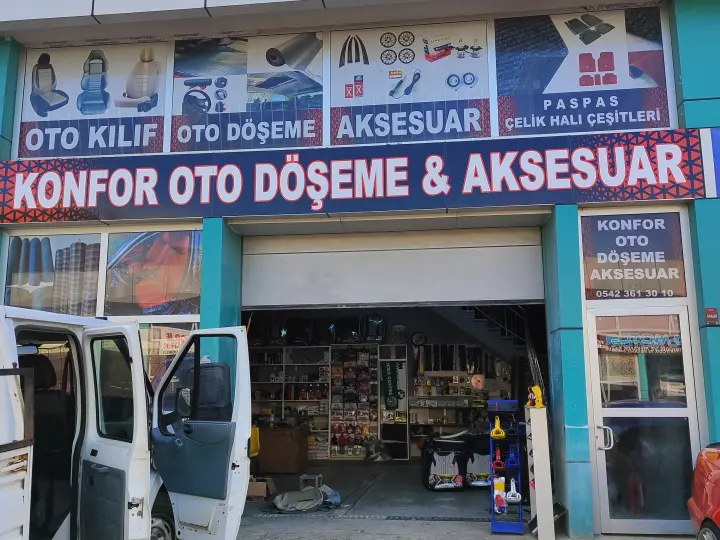 OTO KILIF
OTO DÖŞEME
AKSESUAR
PASPAS
ÇELİK HALI ÇEŞİTLERİ
KONFOR OTO DÖŞEME & AKSESUAR
KONFOR
OTO
DÖŞEME
AKSESUAR
0542 361 30 10